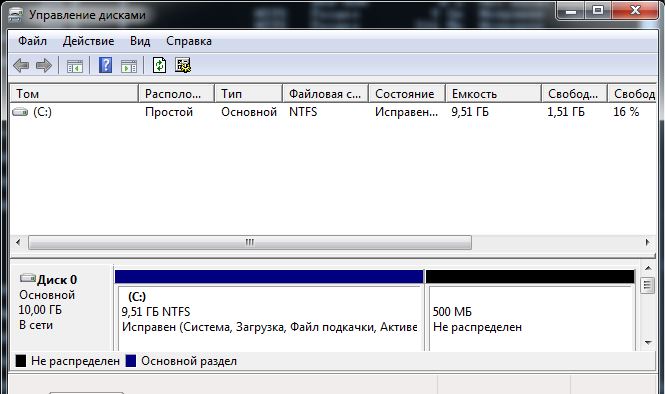 Управление дисками
Файл Действие Вид Справка
Том Располо... Тип Файловая с... Состояние Емкость Свобод... Свобод
(C:) Простой Основной NTFS Исправен... 9,51 ГБ 1,51 ГБ 16 %
Диск 0
Основной
10,00 ГБ
В сети
(C:)
9,51 ГБ NTFS
Исправен (Система, Загрузка, Файл подкачки, Активе
500 МБ
Не распределен
Не распределен Основной раздел